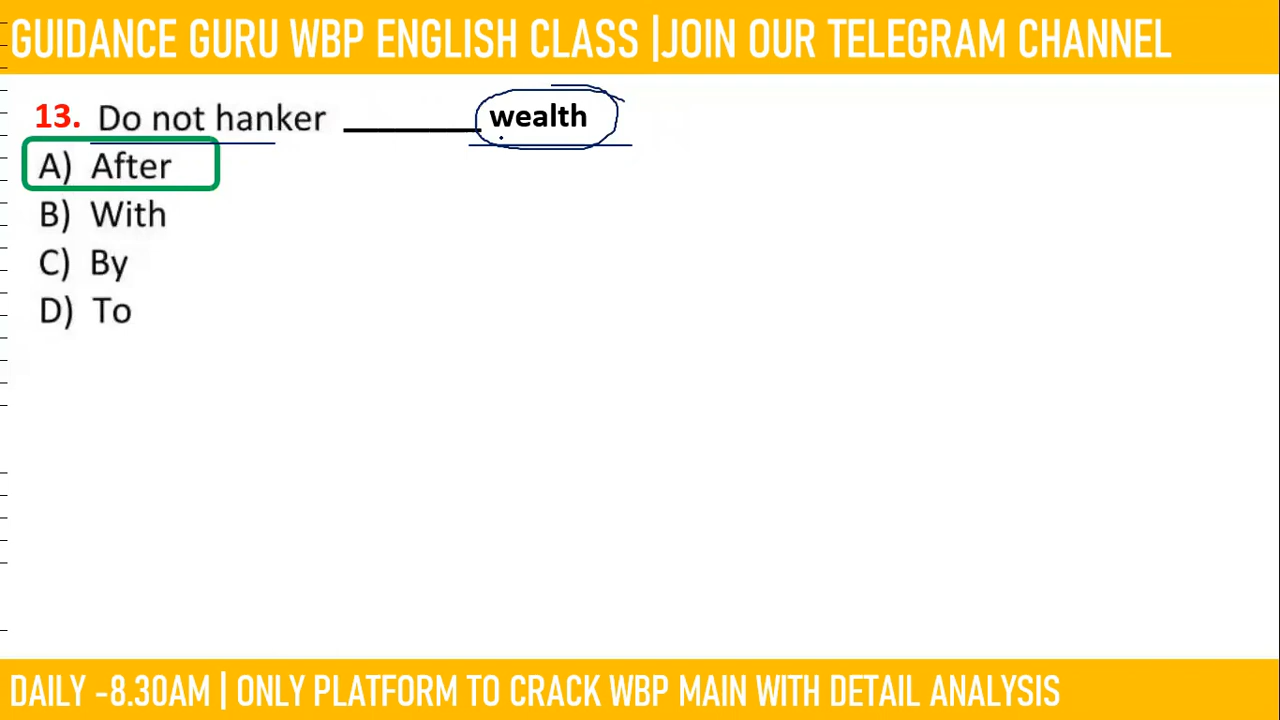 GUIDANCE GURU WBP ENGLISH CLASS |JOIN OUR TELEGRAM CHANNEL
13. Do not hanker ________ wealth
A) After
B) With
C) By
D) To
DAILY -8.30AM | ONLY PLATFORM TO CRACK WBP MAIN WITH DETAIL ANALYSIS